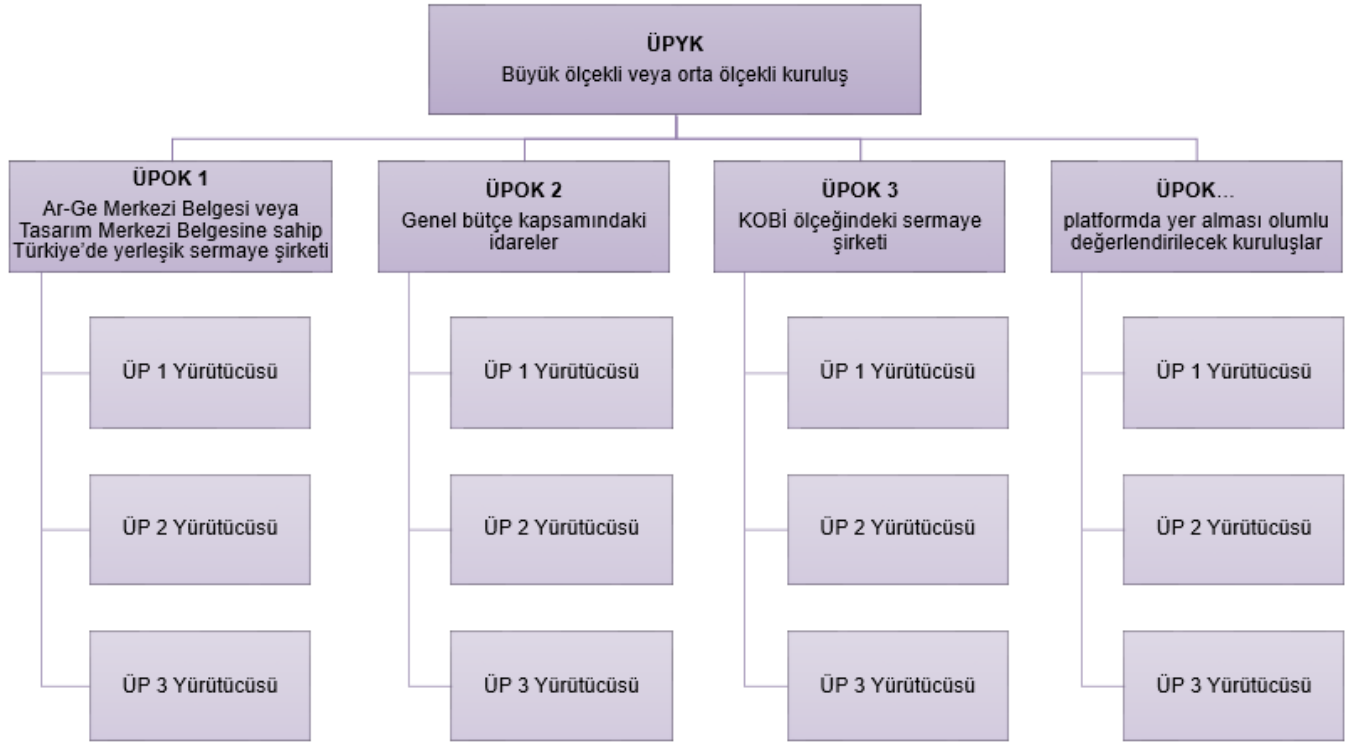 ÜPYK
Büyük ölçekli veya orta ölçekli kuruluş
ÜPOK 1
Ar-Ge Merkezi Belgesi veya
Tasarım Merkezi Belgesine sahip
Türkiye'de yerleşik sermaye şirketi
ÜP 1 Yürütücüsü
ÜP 2 Yürütücüsü
ÜP 3 Yürütücüsü
ÜPOK 2
Genel bütçe kapsamındaki
idareler
ÜP 1 Yürütücüsü
ÜP 2 Yürütücüsü
ÜP 3 Yürütücüsü
ÜPOK 3
KOBİ ölçeğindeki sermaye
şirketi
ÜP 1 Yürütücüsü
ÜP 2 Yürütücüsü
ÜP 3 Yürütücüsü
ÜPOK...
platformda yer alması olumlu
değerlendirilecek kuruluşlar
ÜP 1 Yürütücüsü
ÜP 2 Yürütücüsü
ÜP 3 Yürütücüsü